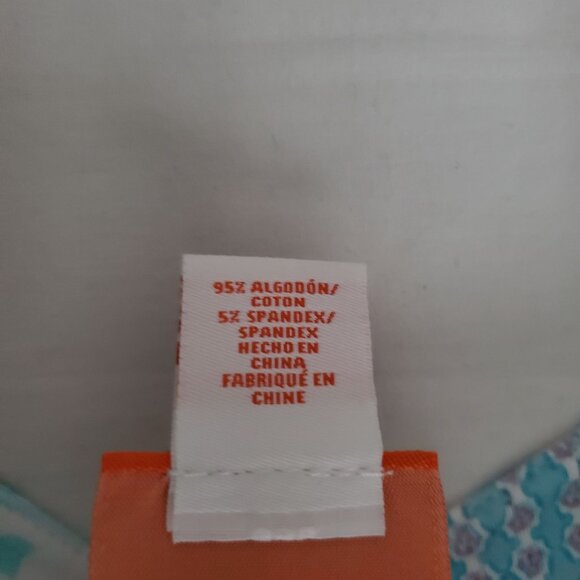 95% ALGODÓN/
COTON
5% SPANDEX/
SPANDEX
HECHO EN
CHINA
FABRIQUÉ EN
CHINE